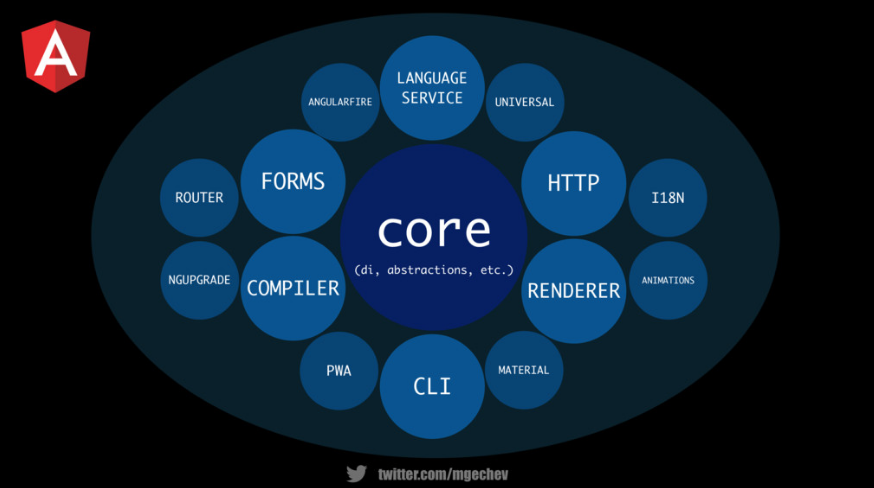 A
LANGUAGE
SERVICE
ANGULARFIRE
UNIVERSAL
FORMS
HTTP
ROUTER
I18N
core
(di, abstractions, etc.)
NGUPGRADE
COMPILER
RENDERER
ANIMATIONS
PWA
CLI
MATERIAL
twitter.com/mgechev